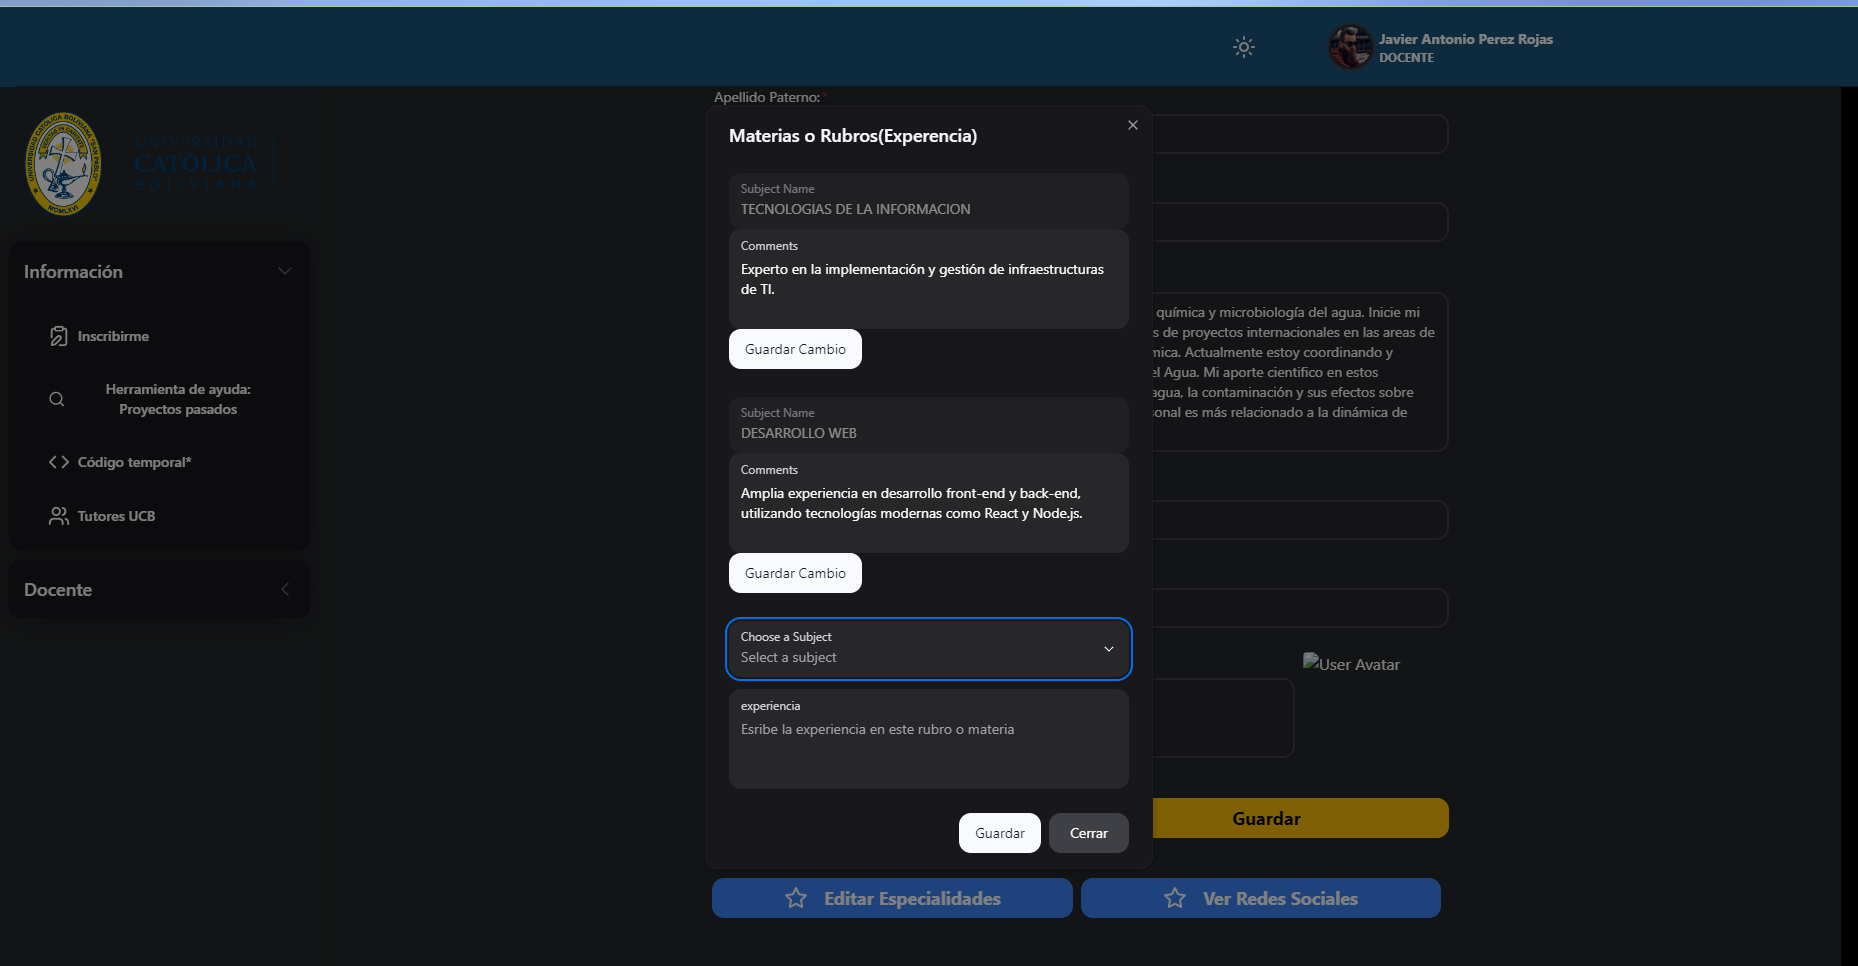 Javier Antonio Perez Rojas
DOCENTE
UNIVERSIDAD
CATÓLICA
BOLIVIANA
Información
Inscribirme
Herramienta de ayuda:
Proyectos pasados
Código temporal*
Tutores UCB
Docente
Apellido Paterno:*
Materias o Rubros(Experencia)
Subject Name
TECNOLOGIAS DE LA INFORMACION
Comments
Experto en la implementación y gestión de infraestructuras
de TI.
Guardar Cambio
Subject Name
DESARROLLO WEB
Comments
Amplia experiencia en desarrollo front-end y back-end,
utilizando tecnologías modernas como React y Node.js.
Guardar Cambio
Choose a Subject
Select a subject
experiencia
Esribe la experiencia en este rubro o materia
Guardar
Cerrar
química y microbiología del agua. Inicie mi
s de proyectos internacionales en las areas de
mica. Actualmente estoy coordinando y
el Agua. Mi aporte cientifico en estos
agua, la contaminación y sus efectos sobre
sonal es más relacionado a la dinámica de
User Avatar
Guardar
Editar Especialidades
Ver Redes Sociales